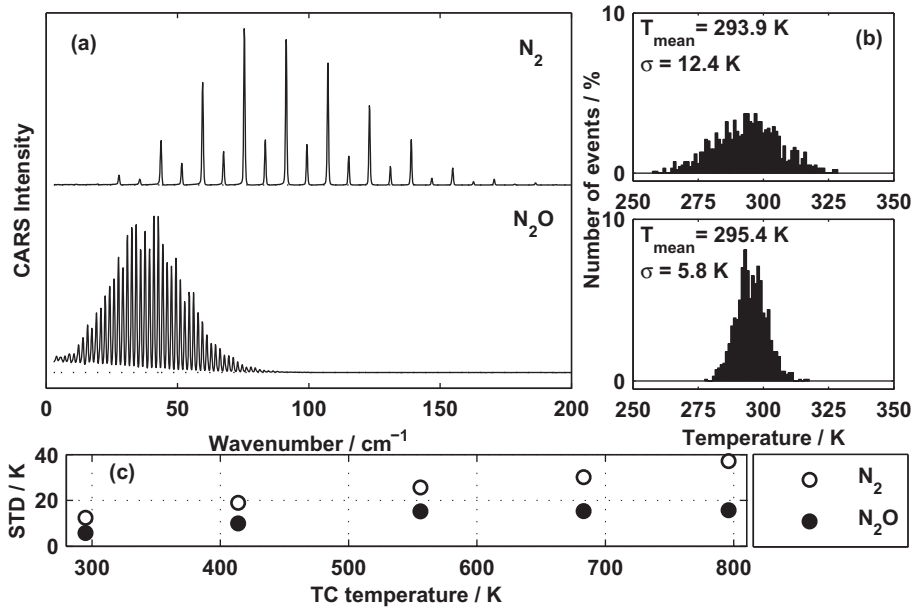 (a)
N₂
N₂O
CARS Intensity
0 50 100 150 200
Wavenumber / cm⁻¹
(b)
T_mean = 293.9 K
σ = 12.4 K
10
0
250 275 300 325 350
Number of events / %
T_mean = 295.4 K
σ = 5.8 K
10
0
250 275 300 325 350
Temperature / K
(c)
STD / K
40
20
0
300 400 500 600 700 800
TC temperature / K
N₂
N₂O